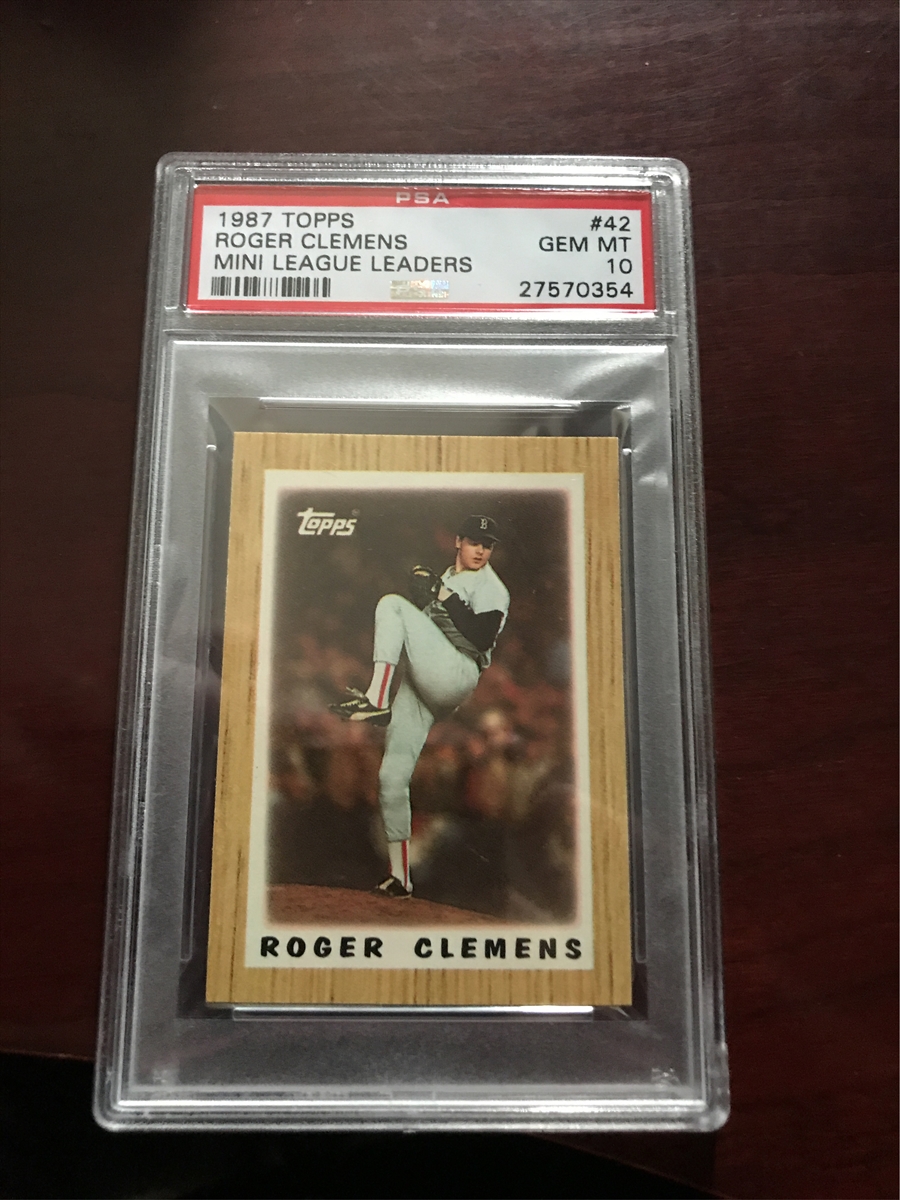 PSA
1987 TOPPS #42
ROGER CLEMENS GEM MT
MINI LEAGUE LEADERS 10
27570354
Topps®
B
ROGER CLEMENS